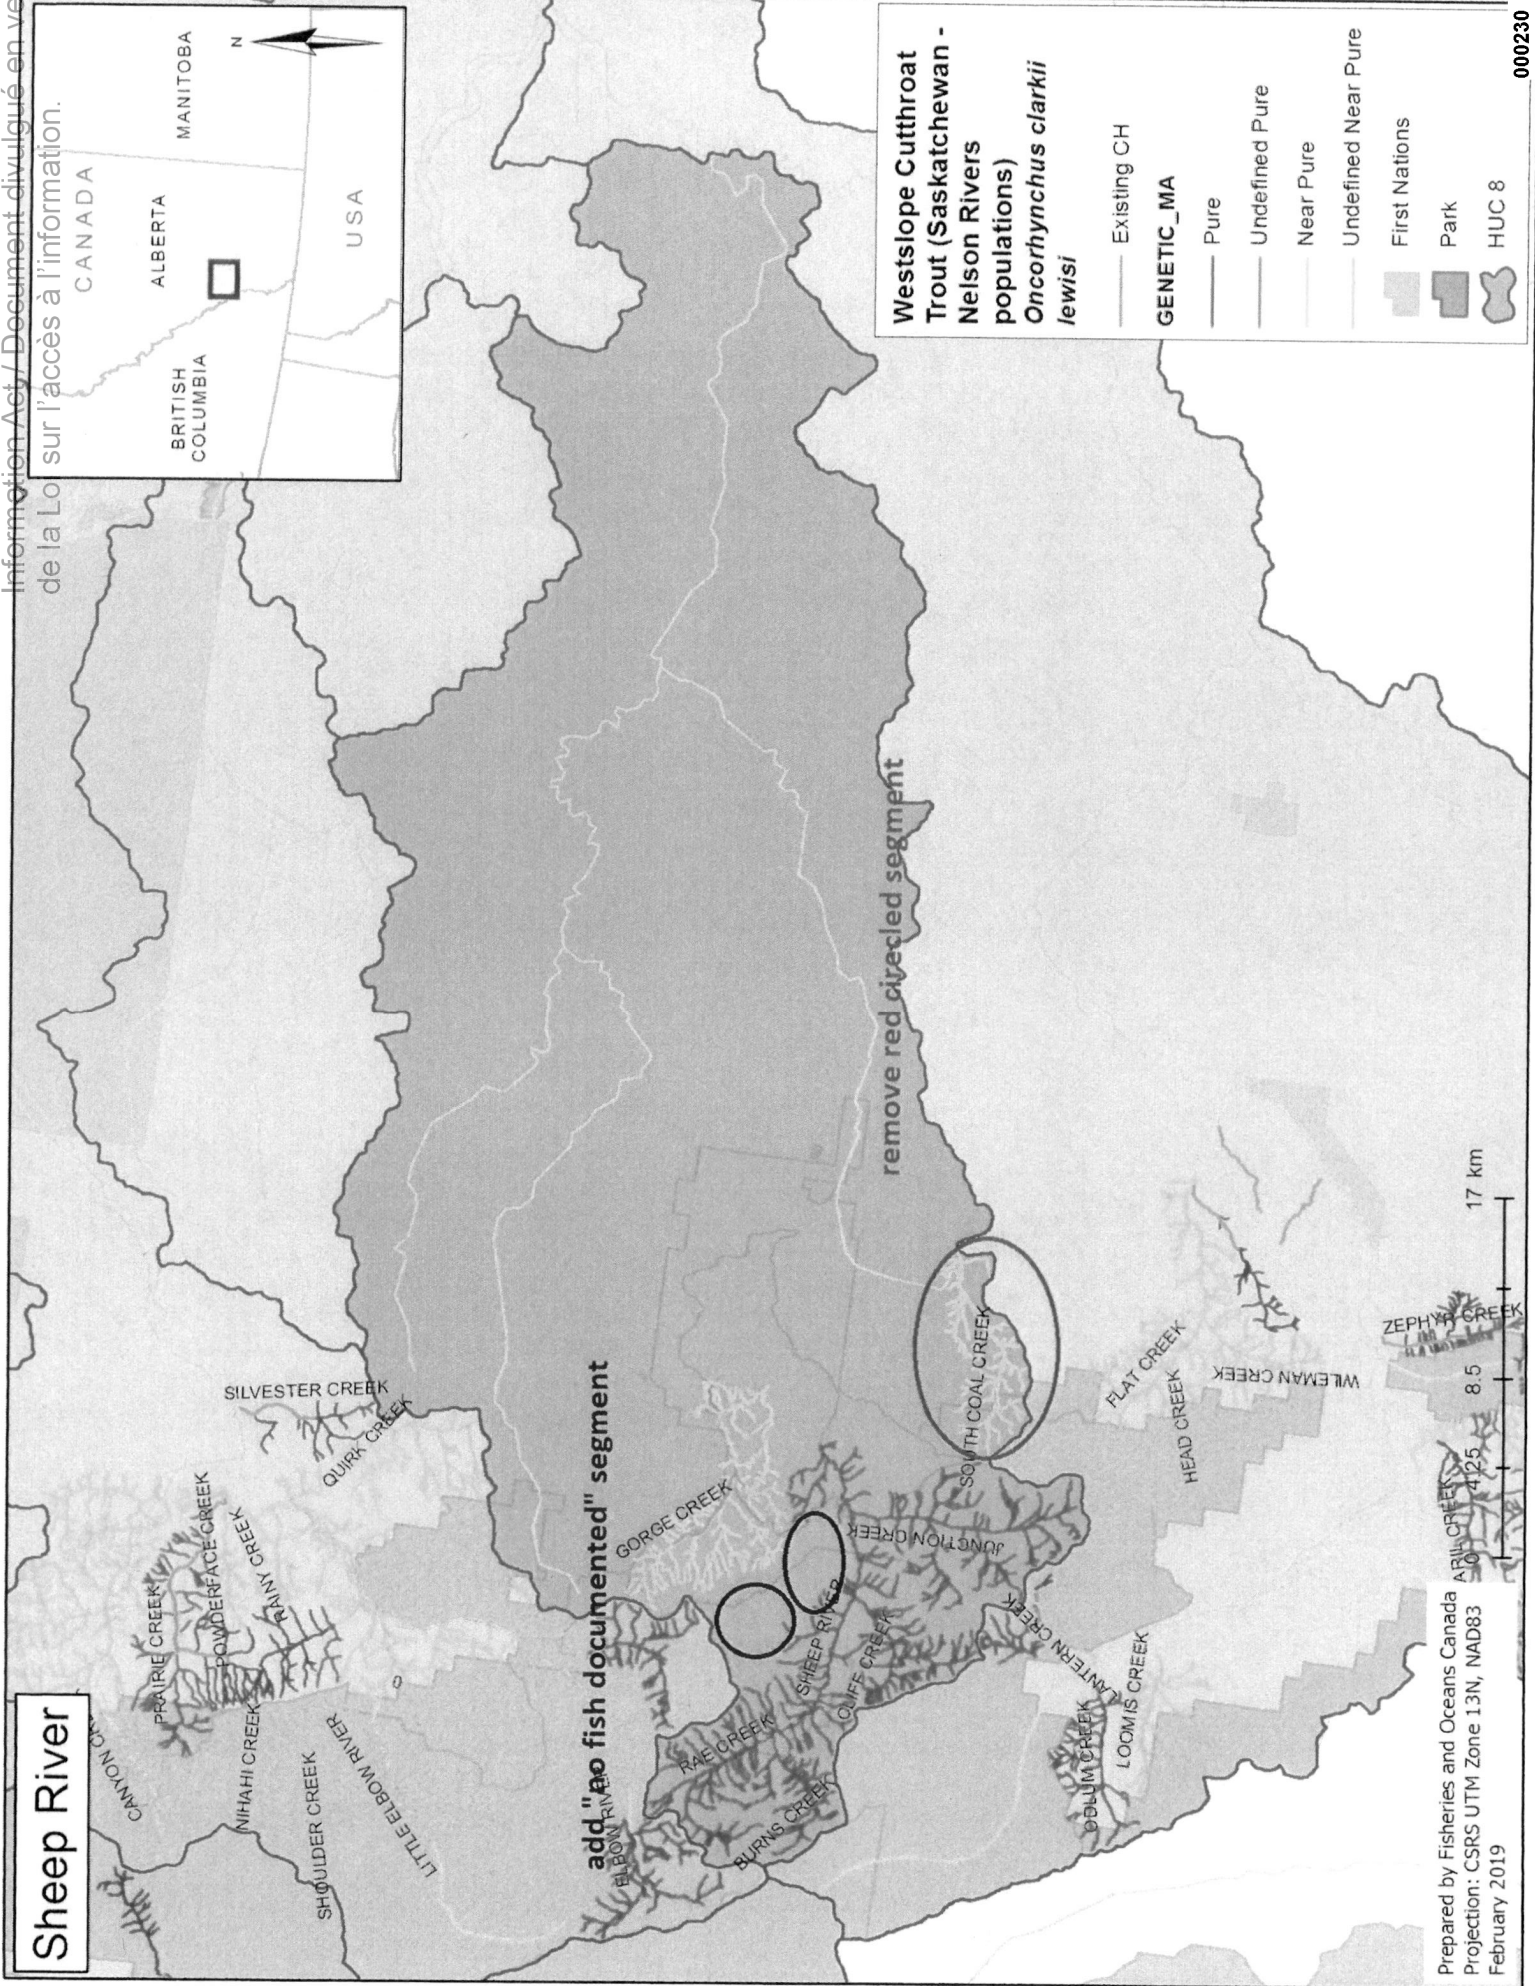 Information Act / Document divulgué en ve
de la Loi sur l'accès à l'information.
Sheep River
CANADA
ALBERTA
MANITOBA
BRITISH
COLUMBIA
USA
N
CANYON
PRAIRIE CREEK
POWDERFACE CREEK
RAINY CREEK
NIHAHI CREEK
SHOULDER CREEK
LITTLE ELBOW RIVER
SILVESTER CREEK
QUIRK CREEK
add "no fish documented" segment
ELBOW RIVER
GORGE CREEK
RAE CREEK
BURNS CREEK
SHEEP RIVER
CLIFF CREEK
JUNCTION CREEK
remove red circled segment
SOUTH COAL CREEK
LANTERN CREEK
ODLUM CREEK
LOOMIS CREEK
FLAT CREEK
HEAD CREEK
WILEMAN CREEK
ZEPHYR CREEK
0 4.25 8.5 17 km
Westslope Cutthroat
Trout (Saskatchewan -
Nelson Rivers
populations)
Oncorhynchus clarkii
lewisi
Existing CH
GENETIC_MA
Pure
Undefined Pure
Near Pure
Undefined Near Pure
First Nations
Park
HUC 8
Prepared by Fisheries and Oceans Canada
Projection: CSRS UTM Zone 13N, NAD83
February 2019
000230